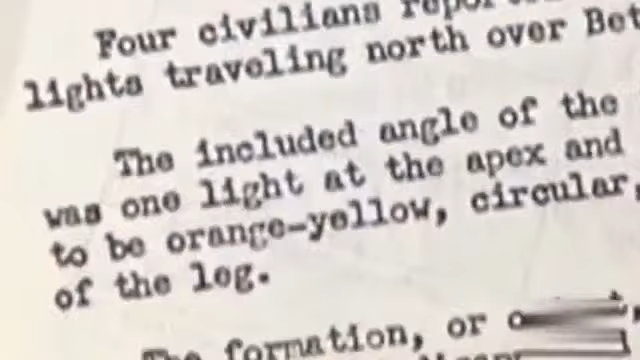 Four civilians
lights traveling north over
The included angle of the
was one light at the apex and
to be orange-yellow, circular,
of the leg.
The formation, or